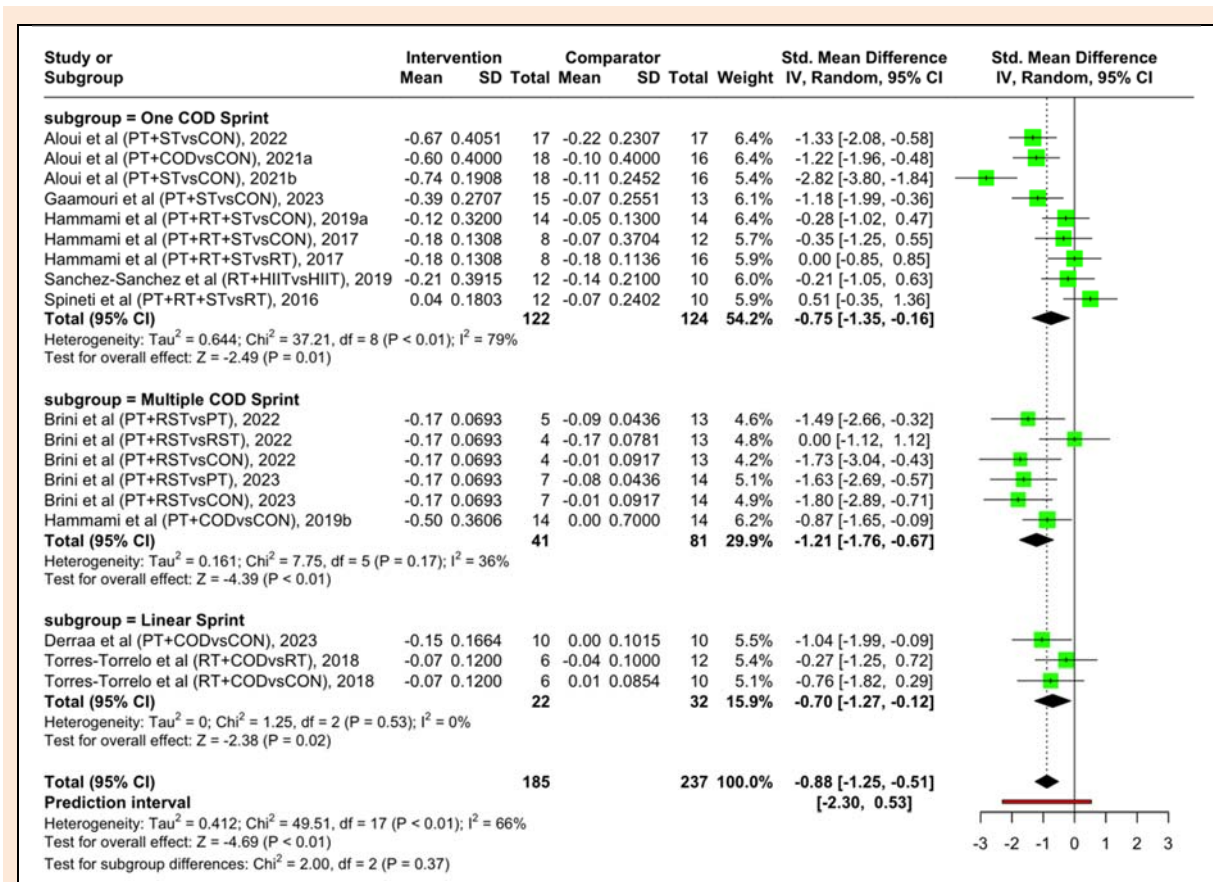 Study or Intervention Comparator Std. Mean Difference Std. Mean Difference
Subgroup Mean SD Total Mean SD Total Weight IV, Random, 95% CI IV, Random, 95% CI
subgroup = One COD Sprint
Aloui et al (PT+STvsCON), 2022 -0.67 0.4051 17 -0.22 0.2307 17 6.4% -1.33 [-2.08, -0.58]
Aloui et al (PT+CODvsCON), 2021a -0.60 0.4000 18 -0.10 0.4000 16 6.4% -1.22 [-1.96, -0.48]
Aloui et al (PT+STvsCON), 2021b -0.74 0.1908 18 -0.11 0.2452 16 5.4% -2.82 [-3.80, -1.84]
Gaamouri et al (PT+STvsCON), 2023 -0.39 0.2707 15 -0.07 0.2551 13 6.1% -1.18 [-1.99, -0.36]
Hammami et al (PT+RT+STvsCON), 2019a -0.12 0.3200 14 -0.05 0.1300 14 6.4% -0.28 [-1.02, 0.47]
Hammami et al (PT+RT+STvsCON), 2017 -0.18 0.1308 8 -0.07 0.3704 12 5.7% -0.35 [-1.25, 0.55]
Hammami et al (PT+RT+STvsRT), 2017 -0.18 0.1308 8 -0.18 0.1136 16 5.9% 0.00 [-0.85, 0.85]
Sanchez-Sanchez et al (RT+HIITvsHIIT), 2019 -0.21 0.3915 12 -0.14 0.2100 10 6.0% -0.21 [-1.05, 0.63]
Spineti et al (PT+RT+STvsRT), 2016 0.04 0.1803 12 -0.07 0.2402 10 5.9% 0.51 [-0.35, 1.36]
Total (95% CI) 122 124 54.2% -0.75 [-1.35, -0.16]
Heterogeneity: Tau² = 0.644; Chi² = 37.21, df = 8 (P < 0.01); I² = 79%
Test for overall effect: Z = -2.49 (P = 0.01)
subgroup = Multiple COD Sprint
Brini et al (PT+RSTvsPT), 2022 -0.17 0.0693 5 -0.09 0.0436 13 4.6% -1.49 [-2.66, -0.32]
Brini et al (PT+RSTvsRST), 2022 -0.17 0.0693 4 -0.17 0.0781 13 4.8% 0.00 [-1.12, 1.12]
Brini et al (PT+RSTvsCON), 2022 -0.17 0.0693 4 -0.01 0.0917 13 4.2% -1.73 [-3.04, -0.43]
Brini et al (PT+RSTvsPT), 2023 -0.17 0.0693 7 -0.08 0.0436 14 5.1% -1.63 [-2.69, -0.57]
Brini et al (PT+RSTvsCON), 2023 -0.17 0.0693 7 -0.01 0.0917 14 4.9% -1.80 [-2.89, -0.71]
Hammami et al (PT+CODvsCON), 2019b -0.50 0.3606 14 0.00 0.7000 14 6.2% -0.87 [-1.65, -0.09]
Total (95% CI) 41 81 29.9% -1.21 [-1.76, -0.67]
Heterogeneity: Tau² = 0.161; Chi² = 7.75, df = 5 (P = 0.17); I² = 36%
Test for overall effect: Z = -4.39 (P < 0.01)
subgroup = Linear Sprint
Derraa et al (PT+CODvsCON), 2023 -0.15 0.1664 10 0.00 0.1015 10 5.5% -1.04 [-1.99, -0.09]
Torres-Torrelo et al (RT+CODvsRT), 2018 -0.07 0.1200 6 -0.04 0.1000 12 5.4% -0.27 [-1.25, 0.72]
Torres-Torrelo et al (RT+CODvsCON), 2018 -0.07 0.1200 6 0.01 0.0854 10 5.1% -0.76 [-1.82, 0.29]
Total (95% CI) 22 32 15.9% -0.70 [-1.27, -0.12]
Heterogeneity: Tau² = 0; Chi² = 1.25, df = 2 (P = 0.53); I² = 0%
Test for overall effect: Z = -2.38 (P = 0.02)
Total (95% CI) 185 237 100.0% -0.88 [-1.25, -0.51]
Prediction interval [-2.30, 0.53]
Heterogeneity: Tau² = 0.412; Chi² = 49.51, df = 17 (P < 0.01); I² = 66%
Test for overall effect: Z = -4.69 (P < 0.01)
-3 -2 -1 0 1 2 3
Test for subgroup differences: Chi² = 2.00, df = 2 (P = 0.37)